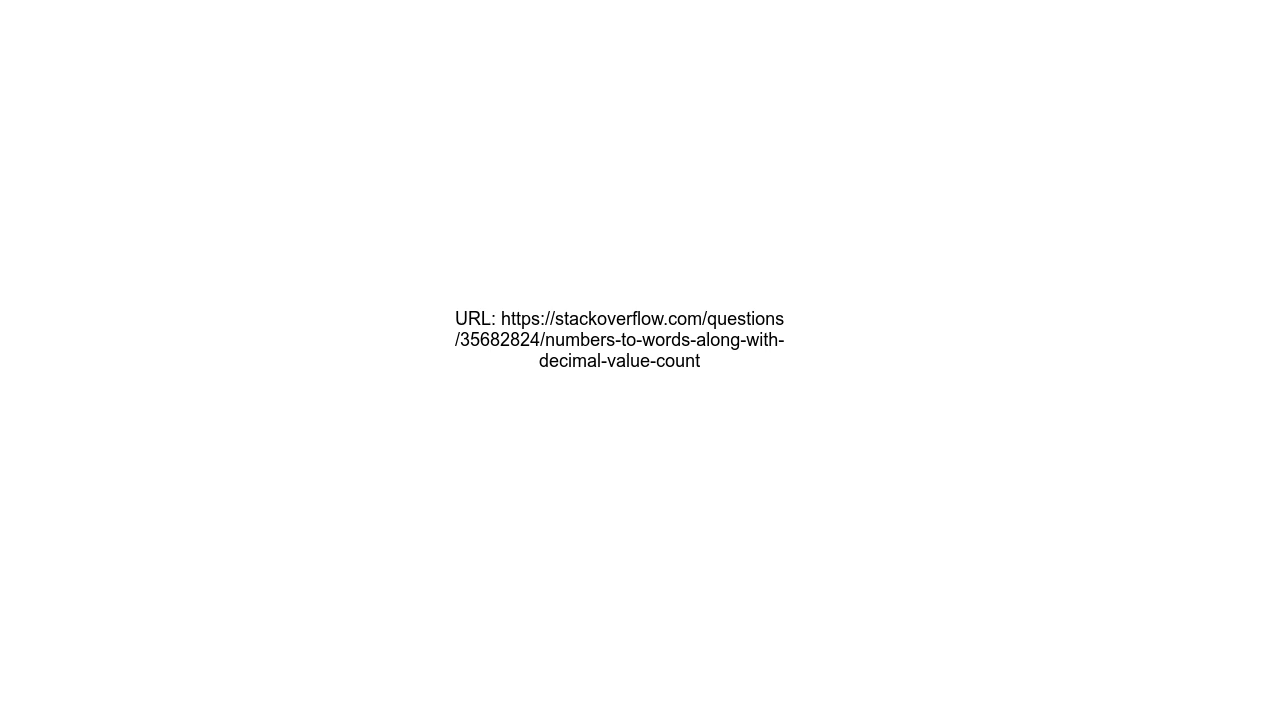 URL: https://stackoverflow.com/questions
/35682824/numbers-to-words-along-with-
decimal-value-count